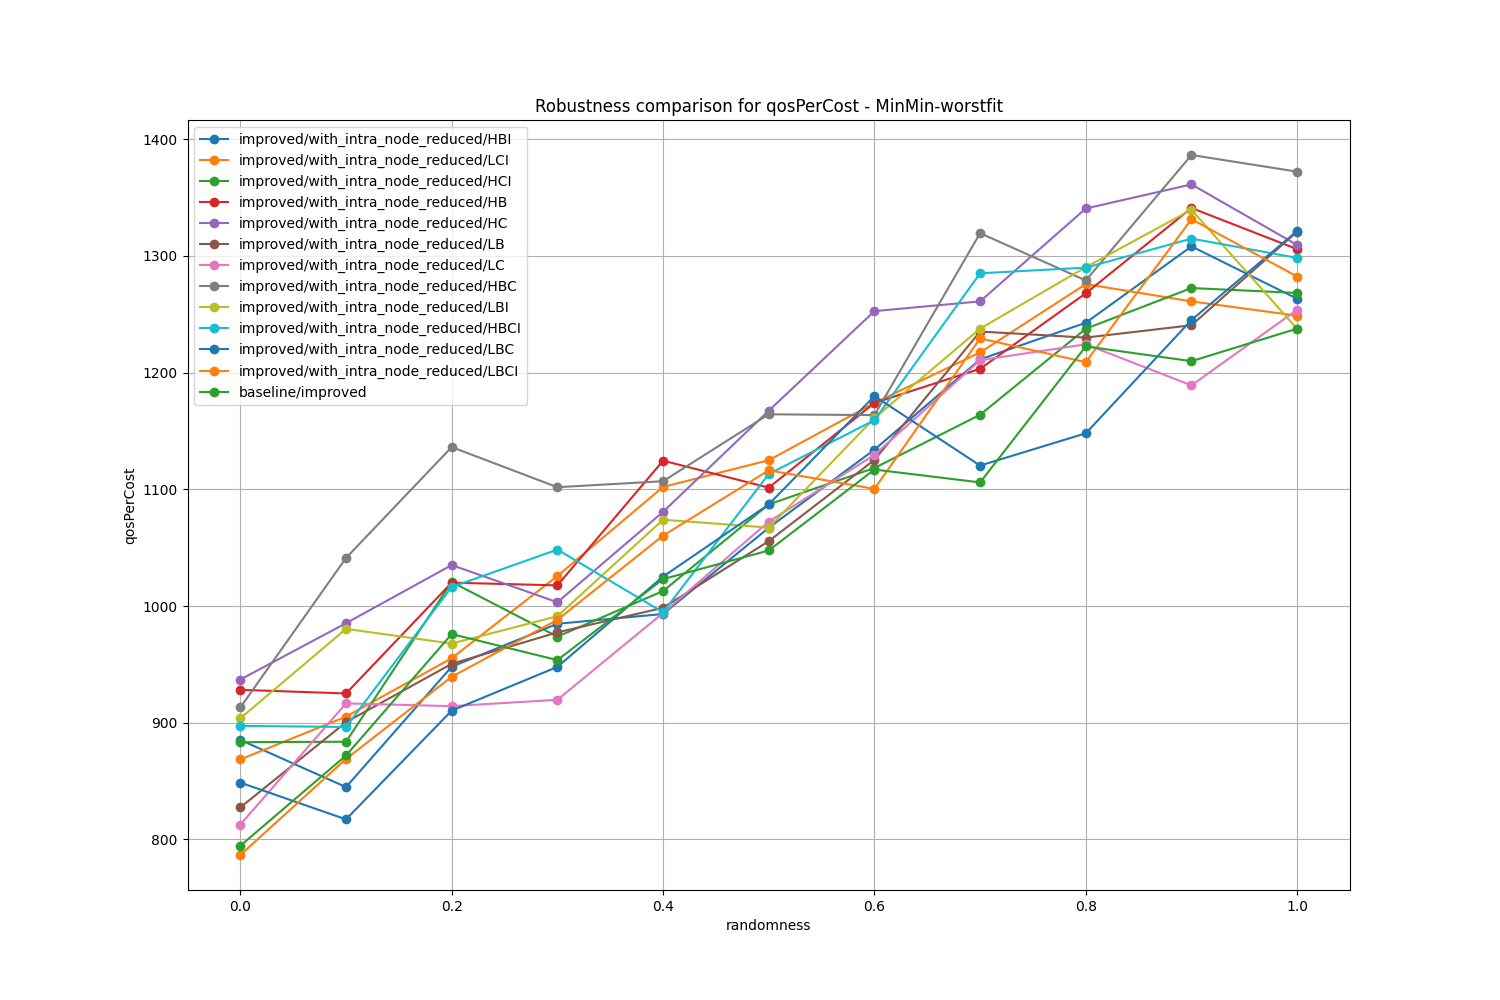 Robustness comparison for qosPerCost - MinMin-worstfit
1400
1300
1200
1100
1000
900
800
qosPerCost
improved/with_intra_node_reduced/HBI
improved/with_intra_node_reduced/LCI
improved/with_intra_node_reduced/HCI
improved/with_intra_node_reduced/HB
improved/with_intra_node_reduced/HC
improved/with_intra_node_reduced/LB
improved/with_intra_node_reduced/LC
improved/with_intra_node_reduced/HBC
improved/with_intra_node_reduced/LBI
improved/with_intra_node_reduced/HBCI
improved/with_intra_node_reduced/LBC
improved/with_intra_node_reduced/LBCI
baseline/improved
0.0 0.2 0.4 0.6 0.8 1.0
randomness